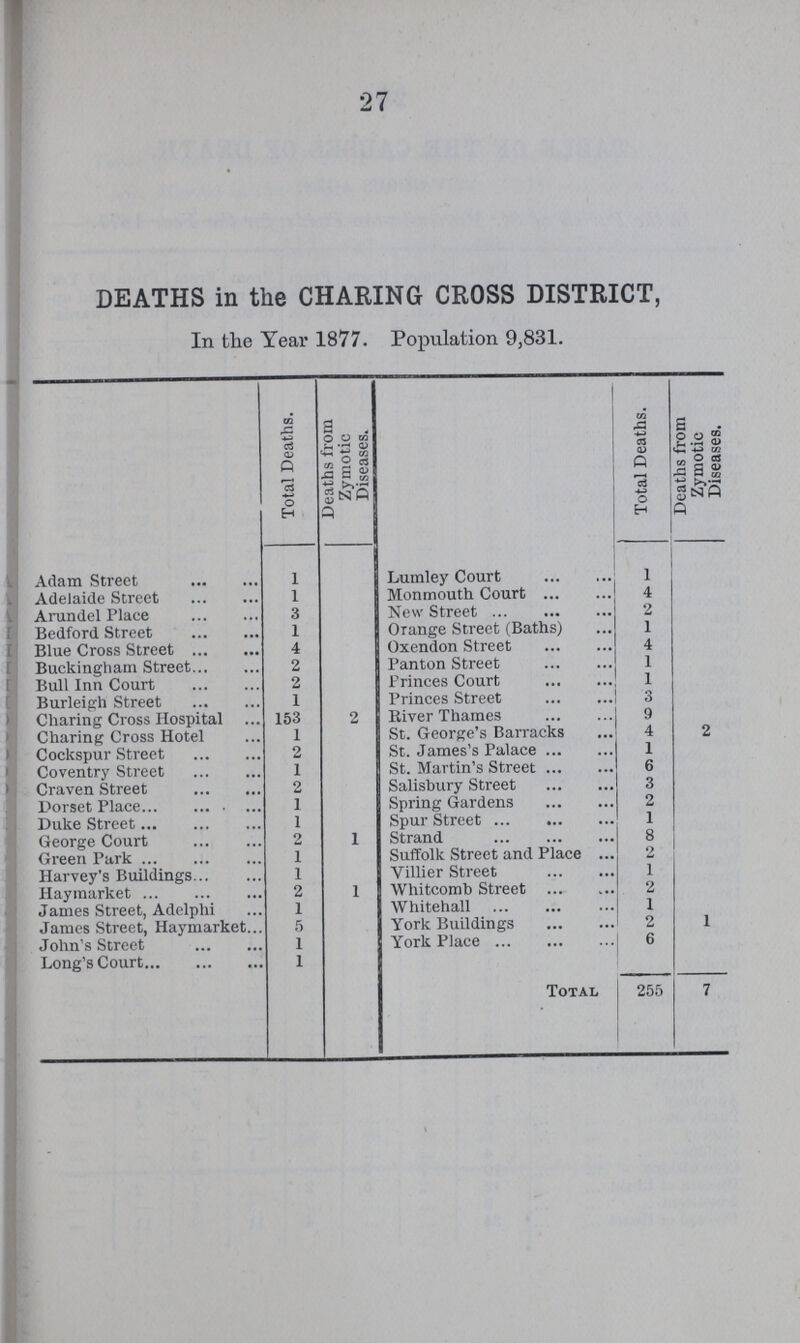 27
DEATHS in the CHARING CROSS DISTRICT,
In the Year 1877. Population 9,831.
Total Deaths. Deaths from Zymotic Diseases. Total Deaths. Deaths from Zymotic Diseases.
Adam Street ... ... 1
Adelaide Street ... ... 1
Arundel Place ... ... 3
Bedford Street ... ... 1
Blue Cross Street ... ... 4
Buckingham Street... ... 2
Bull Inn Court ... ... 2
Burleigh Street ... ... 1
Charing Cross Hospital ... 153 2
Charing Cross Hotel ... 1
Cockspur Street ... ... 2
Coventry Street ... ... 1
Craven Street ... ... 2
Dorset Place... ... ... 1
Duke Street ... ... ... 1
George Court ... ... 2 1
Green Park ... ... ... 1
Harvey's Buildings... ... 1
Haymarket ... ... ... 2 1
James Street, Adelphi ... 1
James Street, Haymarket... 5
John's Street ... ... 1
Long's Court... ... ... 1
Lumley Court ... ... 1
Monmouth Court ... ... 4
New Street ... ... ... 2
Orange Street (Baths) ... 1
Oxendon Street ... ... 4
Panton Street ... ... 1
Princes Court ... ... 1
Princes Street ... ... 3
River Thames ... ... 9
St. George's Barracks ... 4 2
St. James's Palace ... ... 1
St. Martin's Street ... ... 6
Salisbury Street ... ... 3
Spring Gardens ... ... 2
Spur Street ... ... ... 1
Strand ... ... ... 8
Suffolk Street and Place ... 2
Villier Street ... ... 1
Whitcomb Street ... ... 2
Whitehall ... ... ... 1
York Buildings ... ... 2 1
York Place ... ... ... 6
Total 255 7